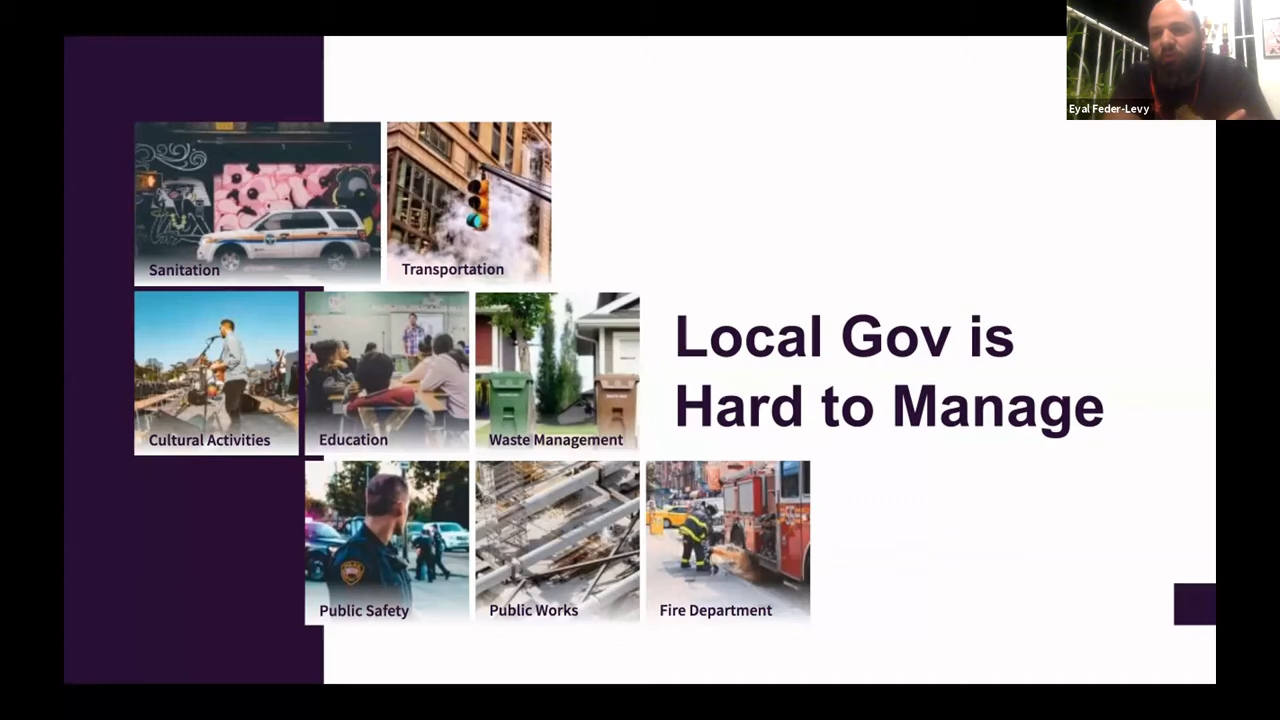 Eyal Feder-Levy
Sanitation
Transportation
Cultural Activities
Education
Waste Management
Local Gov is
Hard to Manage
Public Safety
Public Works
Fire Department